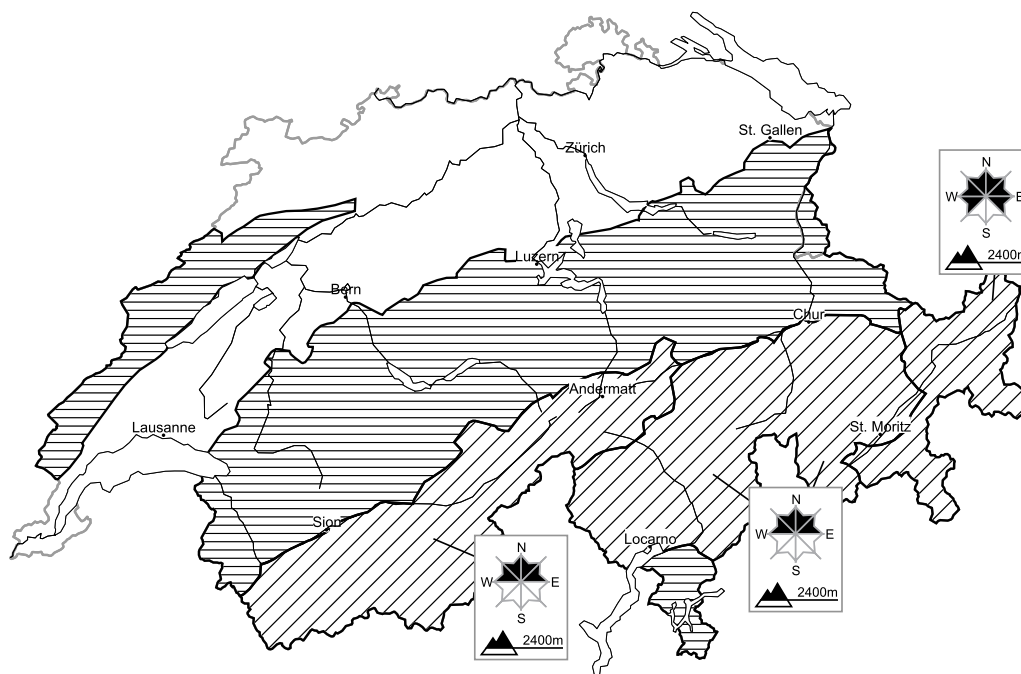 St. Gallen
Zürich
N
W E
S
2400m
Luzern
Bern
Chur
Andermatt
Lausanne
St. Moritz
N
W E
S
2400m
Sion
Locarno
N
W E
S
2400m